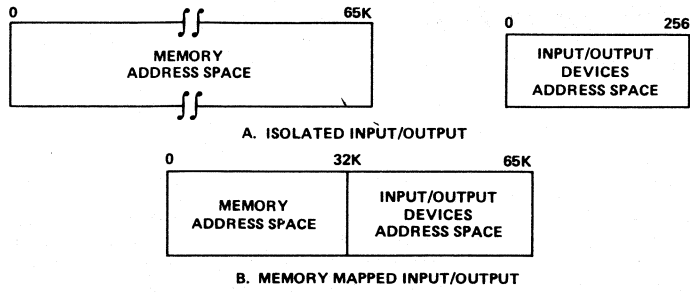 0 65K 0 256
MEMORY
ADDRESS SPACE
INPUT/OUTPUT
DEVICES
ADDRESS SPACE
A. ISOLATED INPUT/OUTPUT
0 32K 65K
MEMORY
ADDRESS SPACE
INPUT/OUTPUT
DEVICES
ADDRESS SPACE
B. MEMORY MAPPED INPUT/OUTPUT